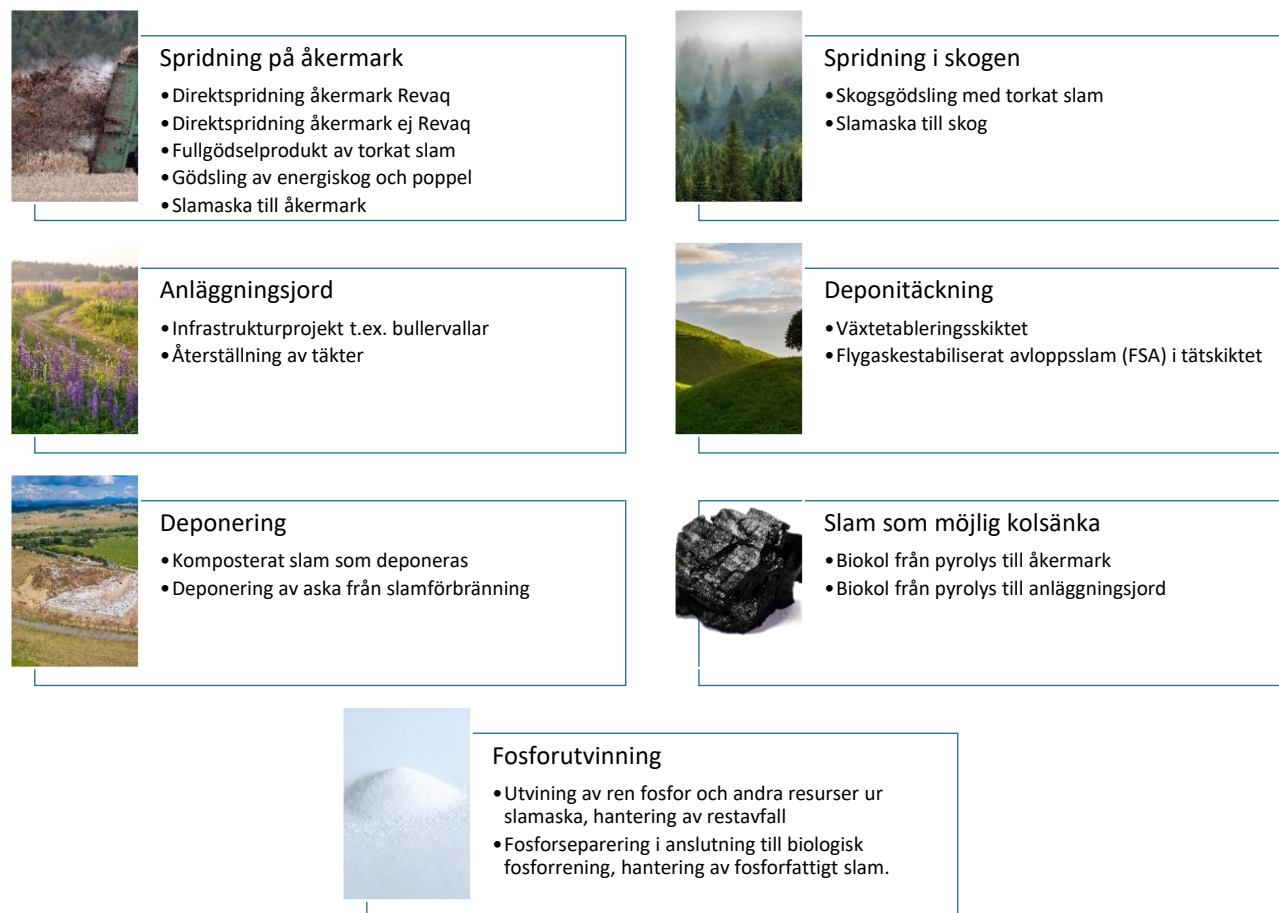 Spridning på åkermark
•Direktspridning åkermark Revaq
•Direktspridning åkermark ej Revaq
•Fullgödselprodukt av torkat slam
•Gödsling av energiskog och poppel
•Slamaska till åkermark
Spridning i skogen
•Skogsgödsling med torkat slam
•Slamaska till skog
Anläggningsjord
•Infrastrukturprojekt t.ex. bullervallar
•Återställning av täkter
Deponitäckning
•Växtetableringsskiktet
•Flygaskestabiliserat avloppsslam (FSA) i tätskiktet
Deponering
•Komposterat slam som deponeras
•Deponering av aska från slamförbränning
Slam som möjlig kolsänka
•Biokol från pyrolys till åkermark
•Biokol från pyrolys till anläggningsjord
Fosforutvinning
•Utvining av ren fosfor och andra resurser ur
slamaska, hantering av restavfall
•Fosforseparering i anslutning till biologisk
fosforrening, hantering av fosforfattigt slam.